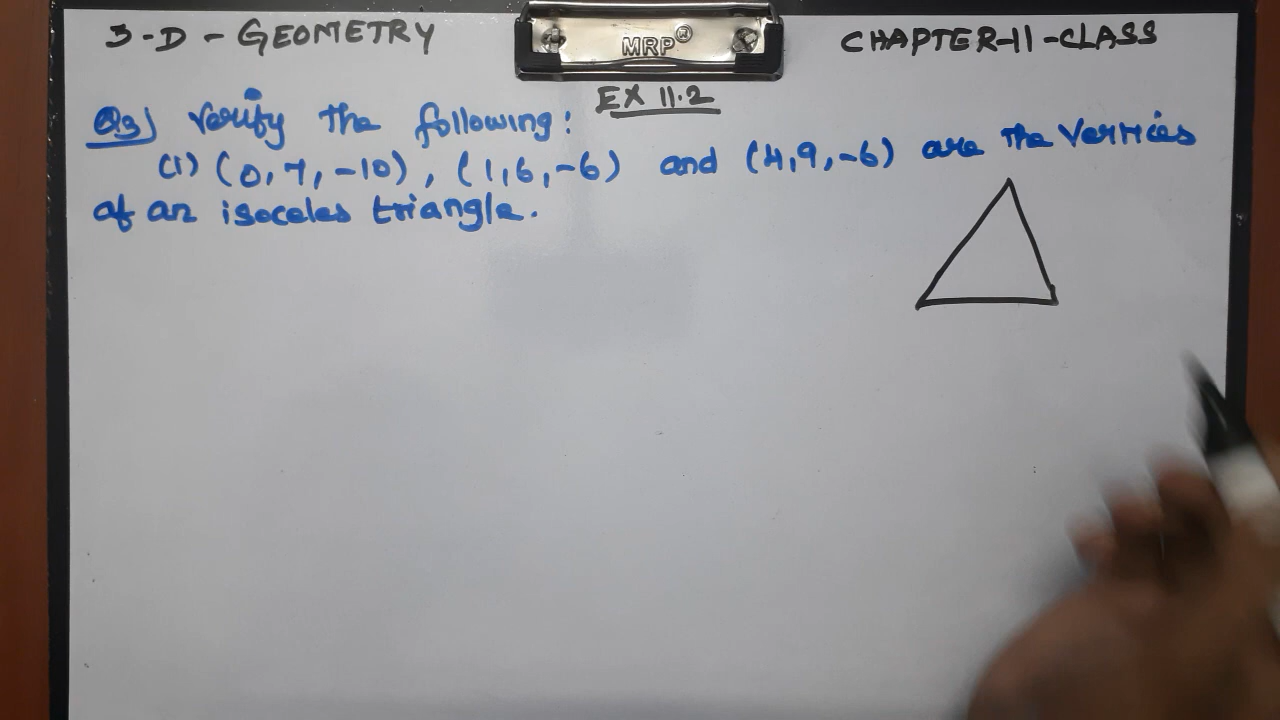 3-D - GEOMETRY
MRP®
CHAPTER-11-CLASS
EX 11.2
Q3) Verify the following:
(1) (0,7,-10), (1,6,-6) and (4,9,-6) are the Vertices
of an isoceles triangle.